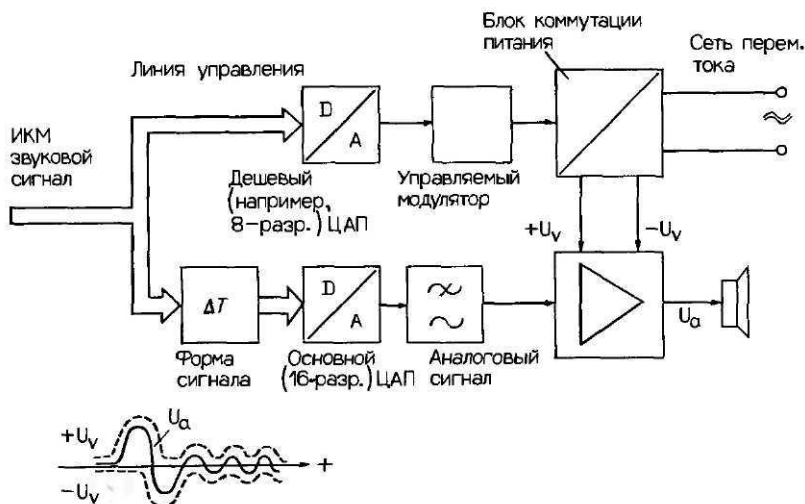 Блок коммутации
питания
Сеть перем.
тока
Линия управления
ИКМ
звуковой
сигнал
D
A
Дешевый
(например,
8-разр.) ЦАП
Управляемый
модулятор
+Uv
−Uv
ΔT
D
A
Ua
Форма
сигнала
Основной
(16-разр.) ЦАП
Аналоговый
сигнал
+Uv
Ua
+
−Uv